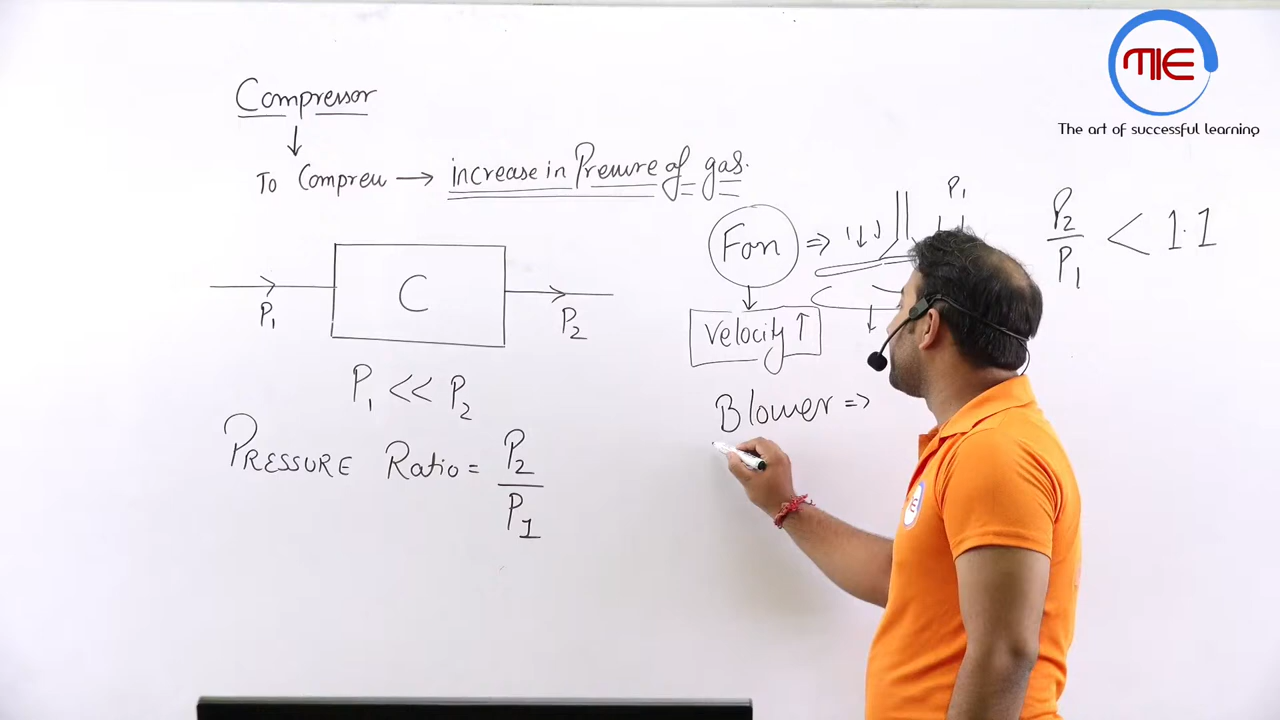 Compressor
↓
To Compress → increase in Pressure of gas.
P1 C P2
P1 << P2
PRESSURE Ratio = P2/P1
Fan ⇒ P1 P2/P1 < 1.1
Velocity ↑
Blower ⇒
MIE
The art of successful learning